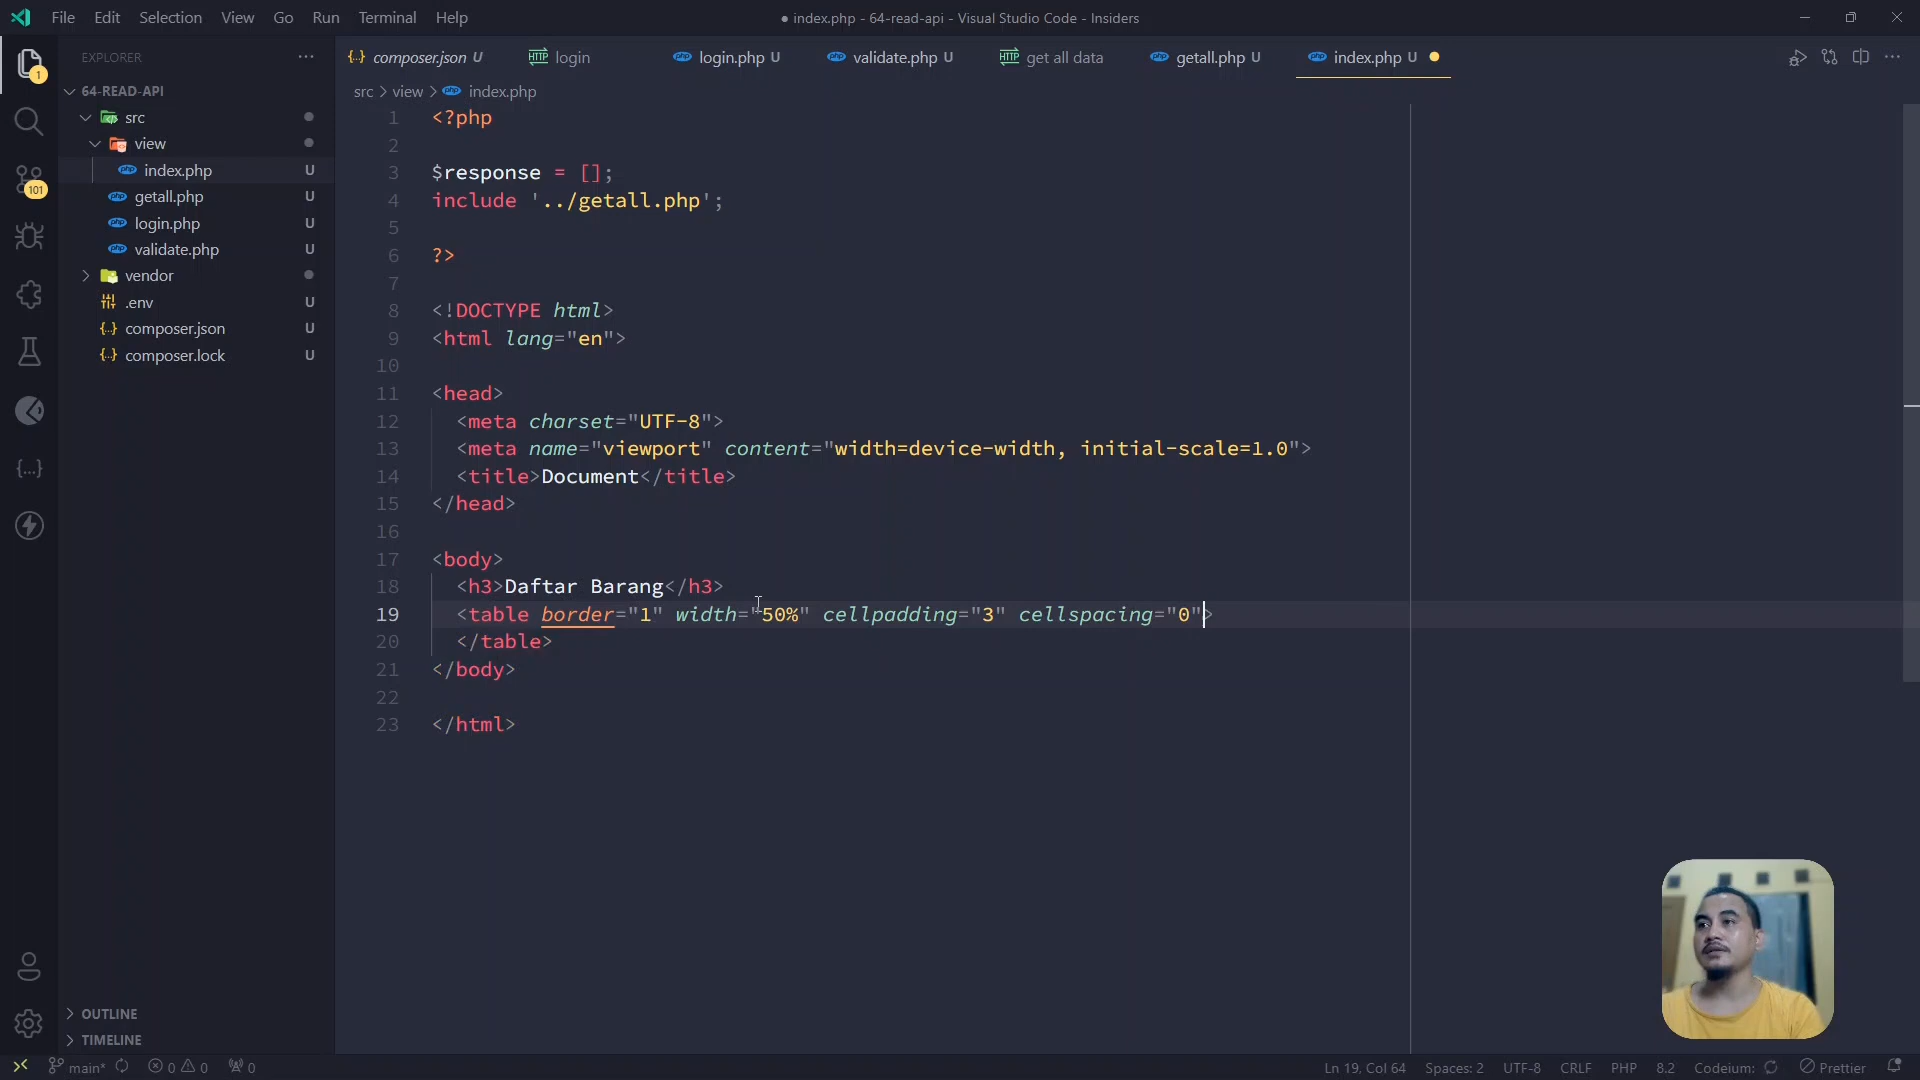 File Edit Selection View Go Run Terminal Help
● index.php - 64-read-api - Visual Studio Code - Insiders
EXPLORER
composer.json U
login
login.php U
validate.php U
get all data
getall.php U
index.php U
src > view > index.php
1
101
64-READ-API
src
view
index.php U
getall.php U
login.php U
validate.php U
vendor
.env U
composer.json U
composer.lock U
1 <?php
2
3 $response = [];
4 include '../getall.php';
5
6 ?>
7
8 <!DOCTYPE html>
9 <html lang="en">
10
11 <head>
12 <meta charset="UTF-8">
13 <meta name="viewport" content="width=device-width, initial-scale=1.0">
14 <title>Document</title>
15 </head>
16
17 <body>
18 <h3>Daftar Barang</h3>
19 <table border="1" width="50%" cellpadding="3" cellspacing="0">
20 </table>
21 </body>
22
23 </html>
OUTLINE
TIMELINE
main* 0 0 0
Ln 19, Col 64 Spaces: 2 UTF-8 CRLF PHP 8.2 Codeium: Prettier